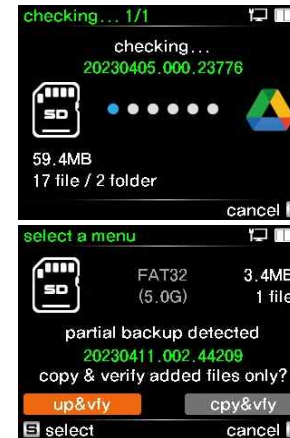 checking... 1/1
checking...
20230405.000.23776
SD
59.4MB
17 file / 2 folder
cancel
select a menu
SD
FAT32 3.4MB
(5.0G) 1 file
partial backup detected
20230411.002.44209
copy & verify added files only?
up&vfy cpy&vfy
S select cancel